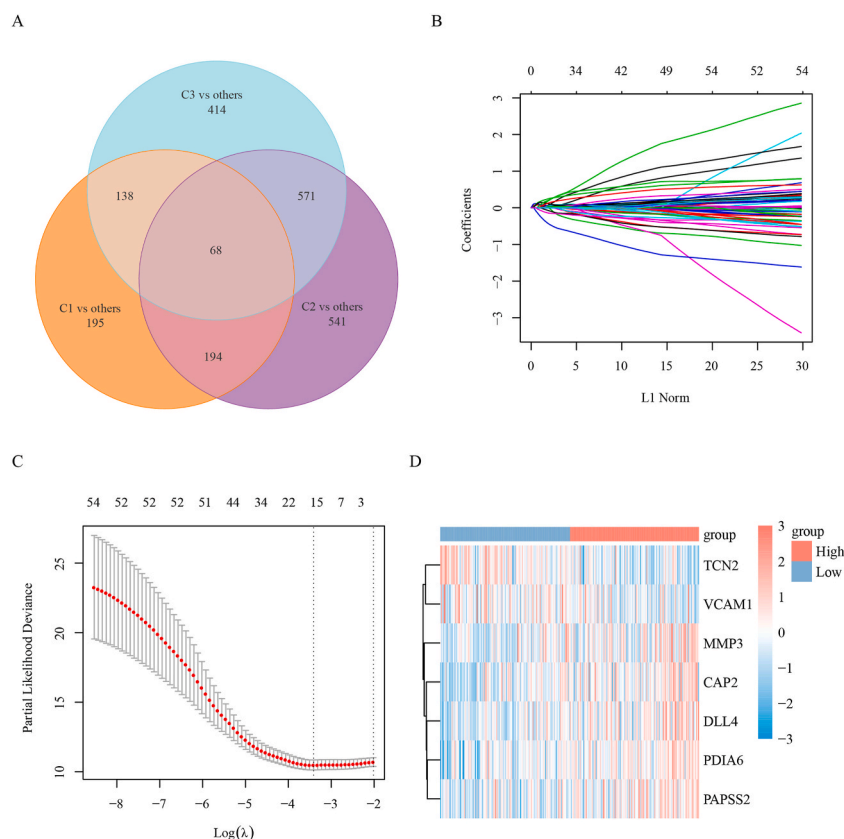 A
C3 vs others
414
138
571
68
C1 vs others
195
C2 vs others
541
194
B
0 34 42 49 54 52 54
3
2
1
0
−1
−2
−3
Coefficients
0 5 10 15 20 25 30
L1 Norm
C
54 52 52 52 51 44 34 22 15 7 3
25
20
15
10
Partial Likelihood Deviance
−8 −7 −6 −5 −4 −3 −2
Log(λ)
D
group
TCN2
VCAM1
MMP3
CAP2
DLL4
PDIA6
PAPSS2
3
2
1
0
−1
−2
−3
group
High
Low